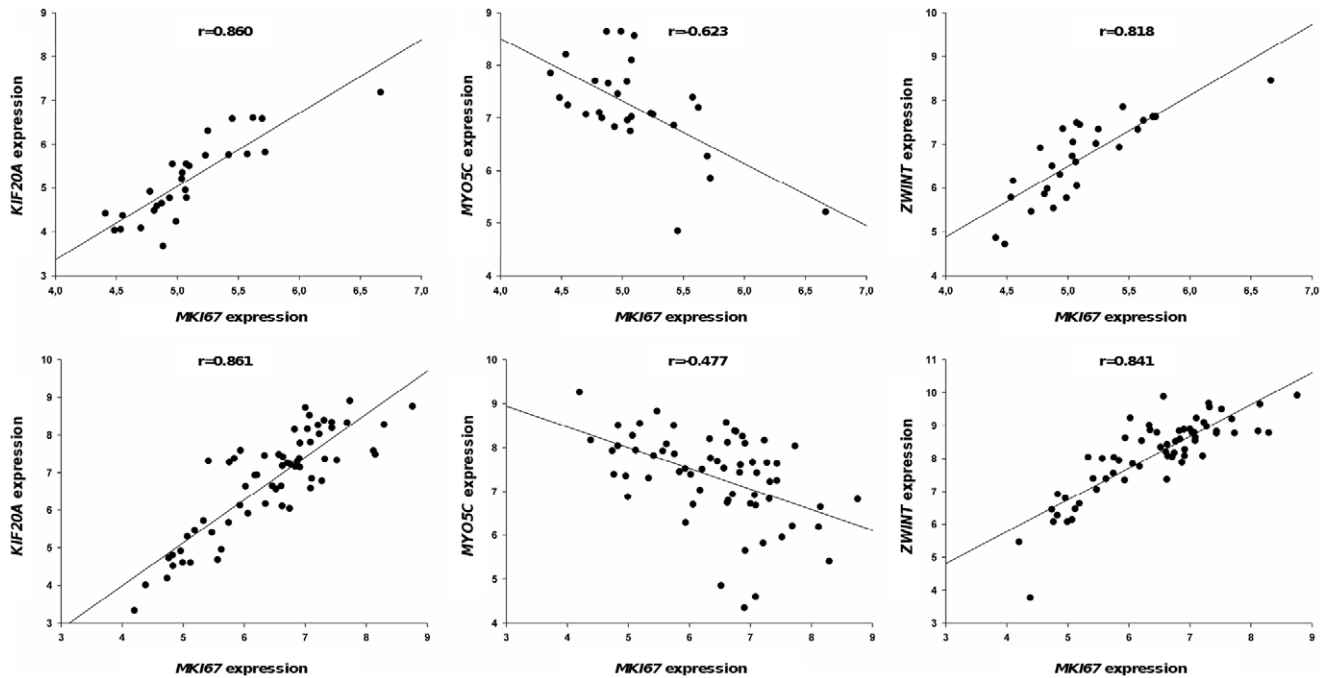 r=0.860
KIF20A expression
9
8
7
6
5
4
3
4,0 4,5 5,0 5,5 6,0 6,5 7,0
MKI67 expression
r=-0.623
MYO5C expression
9
8
7
6
5
4
4,0 4,5 5,0 5,5 6,0 6,5 7,0
MKI67 expression
r=0.818
ZWINT expression
10
9
8
7
6
5
4
4,0 4,5 5,0 5,5 6,0 6,5 7,0
MKI67 expression
r=0.861
KIF20A expression
10
9
8
7
6
5
4
3
3 4 5 6 7 8 9
MKI67 expression
r=-0.477
MYO5C expression
10
9
8
7
6
5
4
3 4 5 6 7 8 9
MKI67 expression
r=0.841
ZWINT expression
11
10
9
8
7
6
5
4
3
3 4 5 6 7 8 9
MKI67 expression